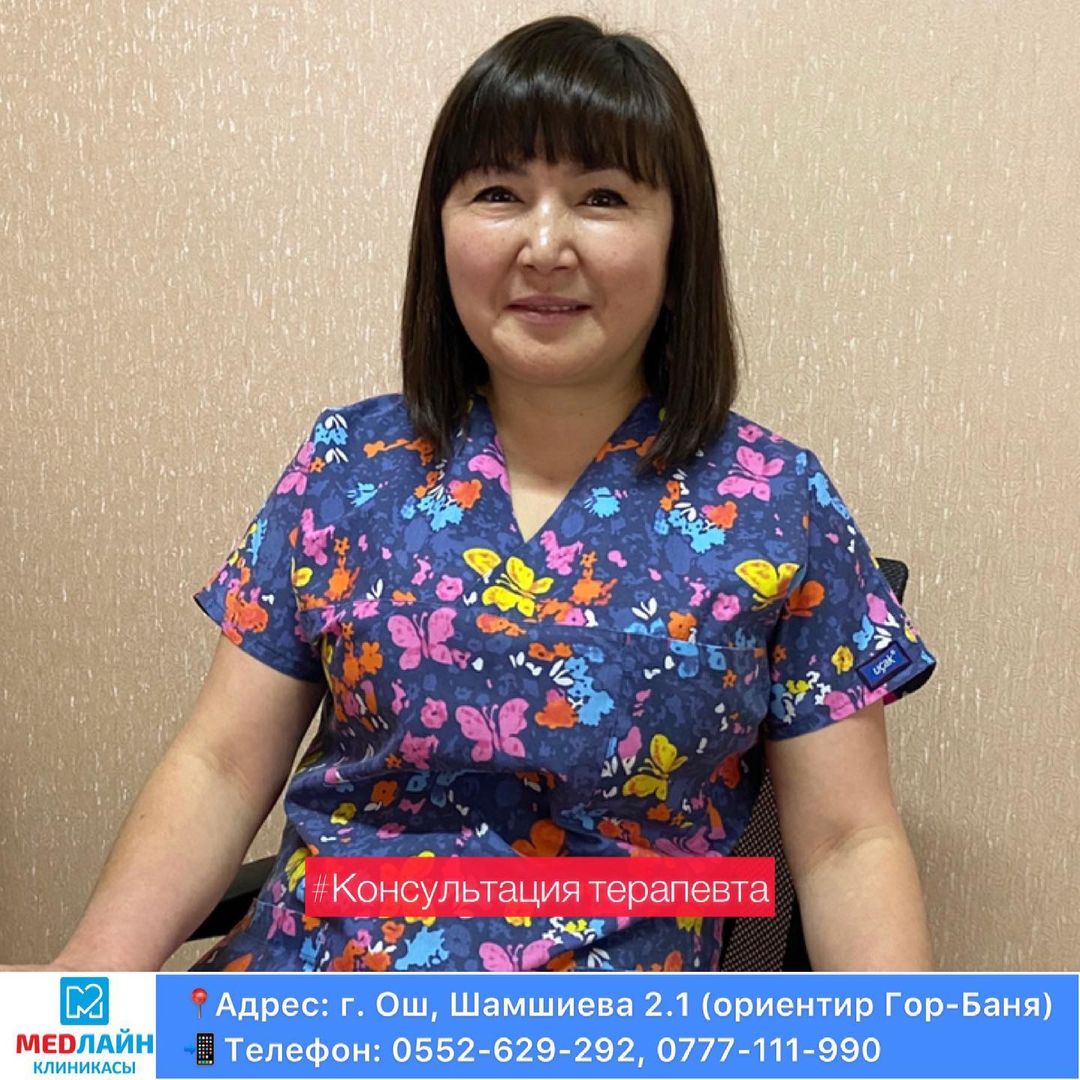 uçak®
#Консультация терапевта
МЕДЛАЙН
КЛИНИКАСЫ
📍Адрес: г. Ош, Шамшиева 2.1 (ориентир Гор-Баня)
📲 Телефон: 0552-629-292, 0777-111-990